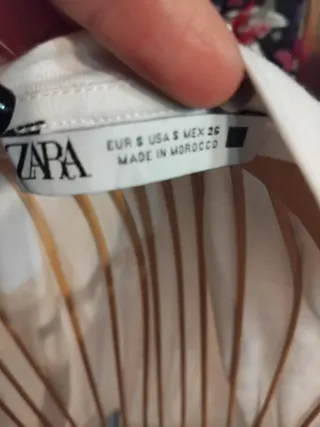 ZARA
EUR S USA S MEX 26
MADE IN MOROCCO